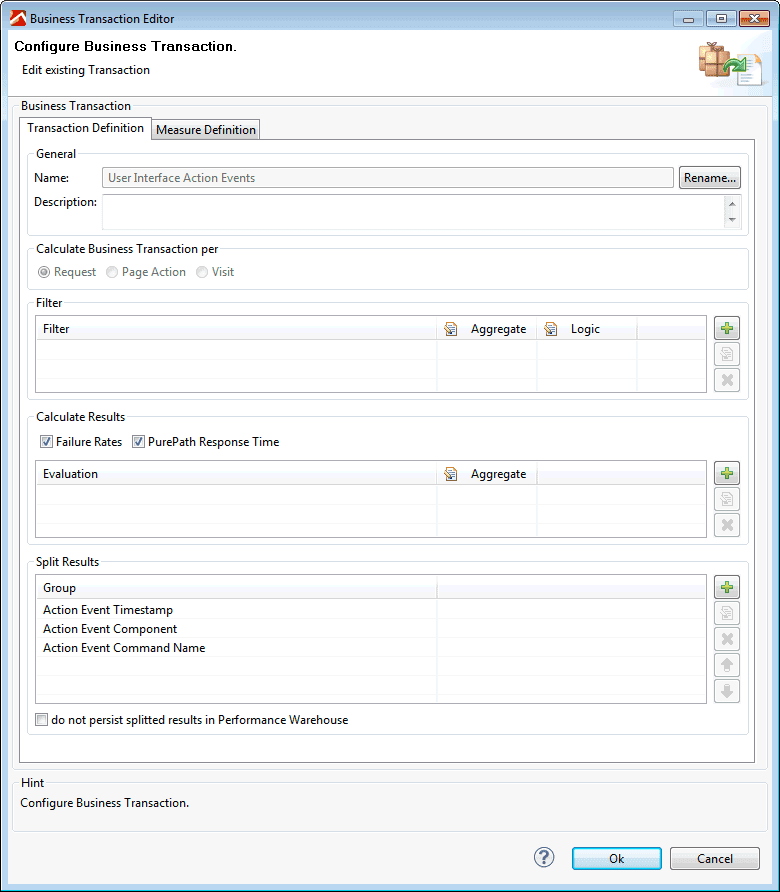 Business Transaction Editor
Configure Business Transaction.
Edit existing Transaction
Business Transaction
Transaction Definition Measure Definition
General
Name: User Interface Action Events Rename...
Description:
Calculate Business Transaction per
Request Page Action Visit
Filter
Filter Aggregate Logic
Calculate Results
Failure Rates PurePath Response Time
Evaluation Aggregate
Split Results
Group
Action Event Timestamp
Action Event Component
Action Event Command Name
do not persist splitted results in Performance Warehouse
Hint
Configure Business Transaction.
? Ok Cancel